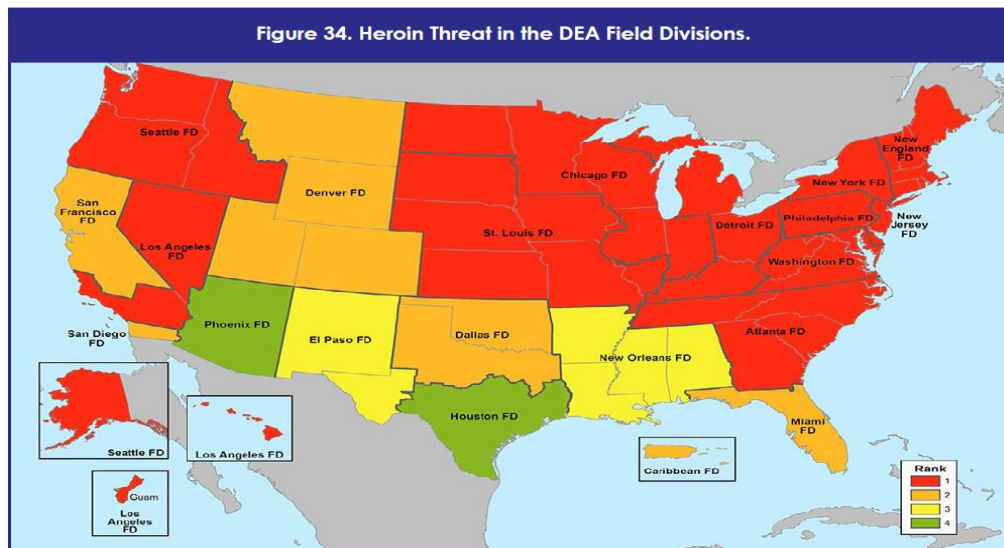 Figure 34. Heroin Threat in the DEA Field Divisions.
Seattle FD
New
England
FD
Chicago FD
New York FD
Denver FD
San
Francisco
FD
Detroit FD
Philadelphia FD
New
Jersey
FD
St. Louis FD
Los Angeles
FD
Washington FD
Phoenix FD
San Diego
FD
El Paso FD
Dallas FD
Atlanta FD
New Orleans FD
Houston FD
Miami
FD
Seattle FD
Los Angeles FD
Caribbean FD
Guam
Los
Angeles
FD
Rank
1
2
3
4